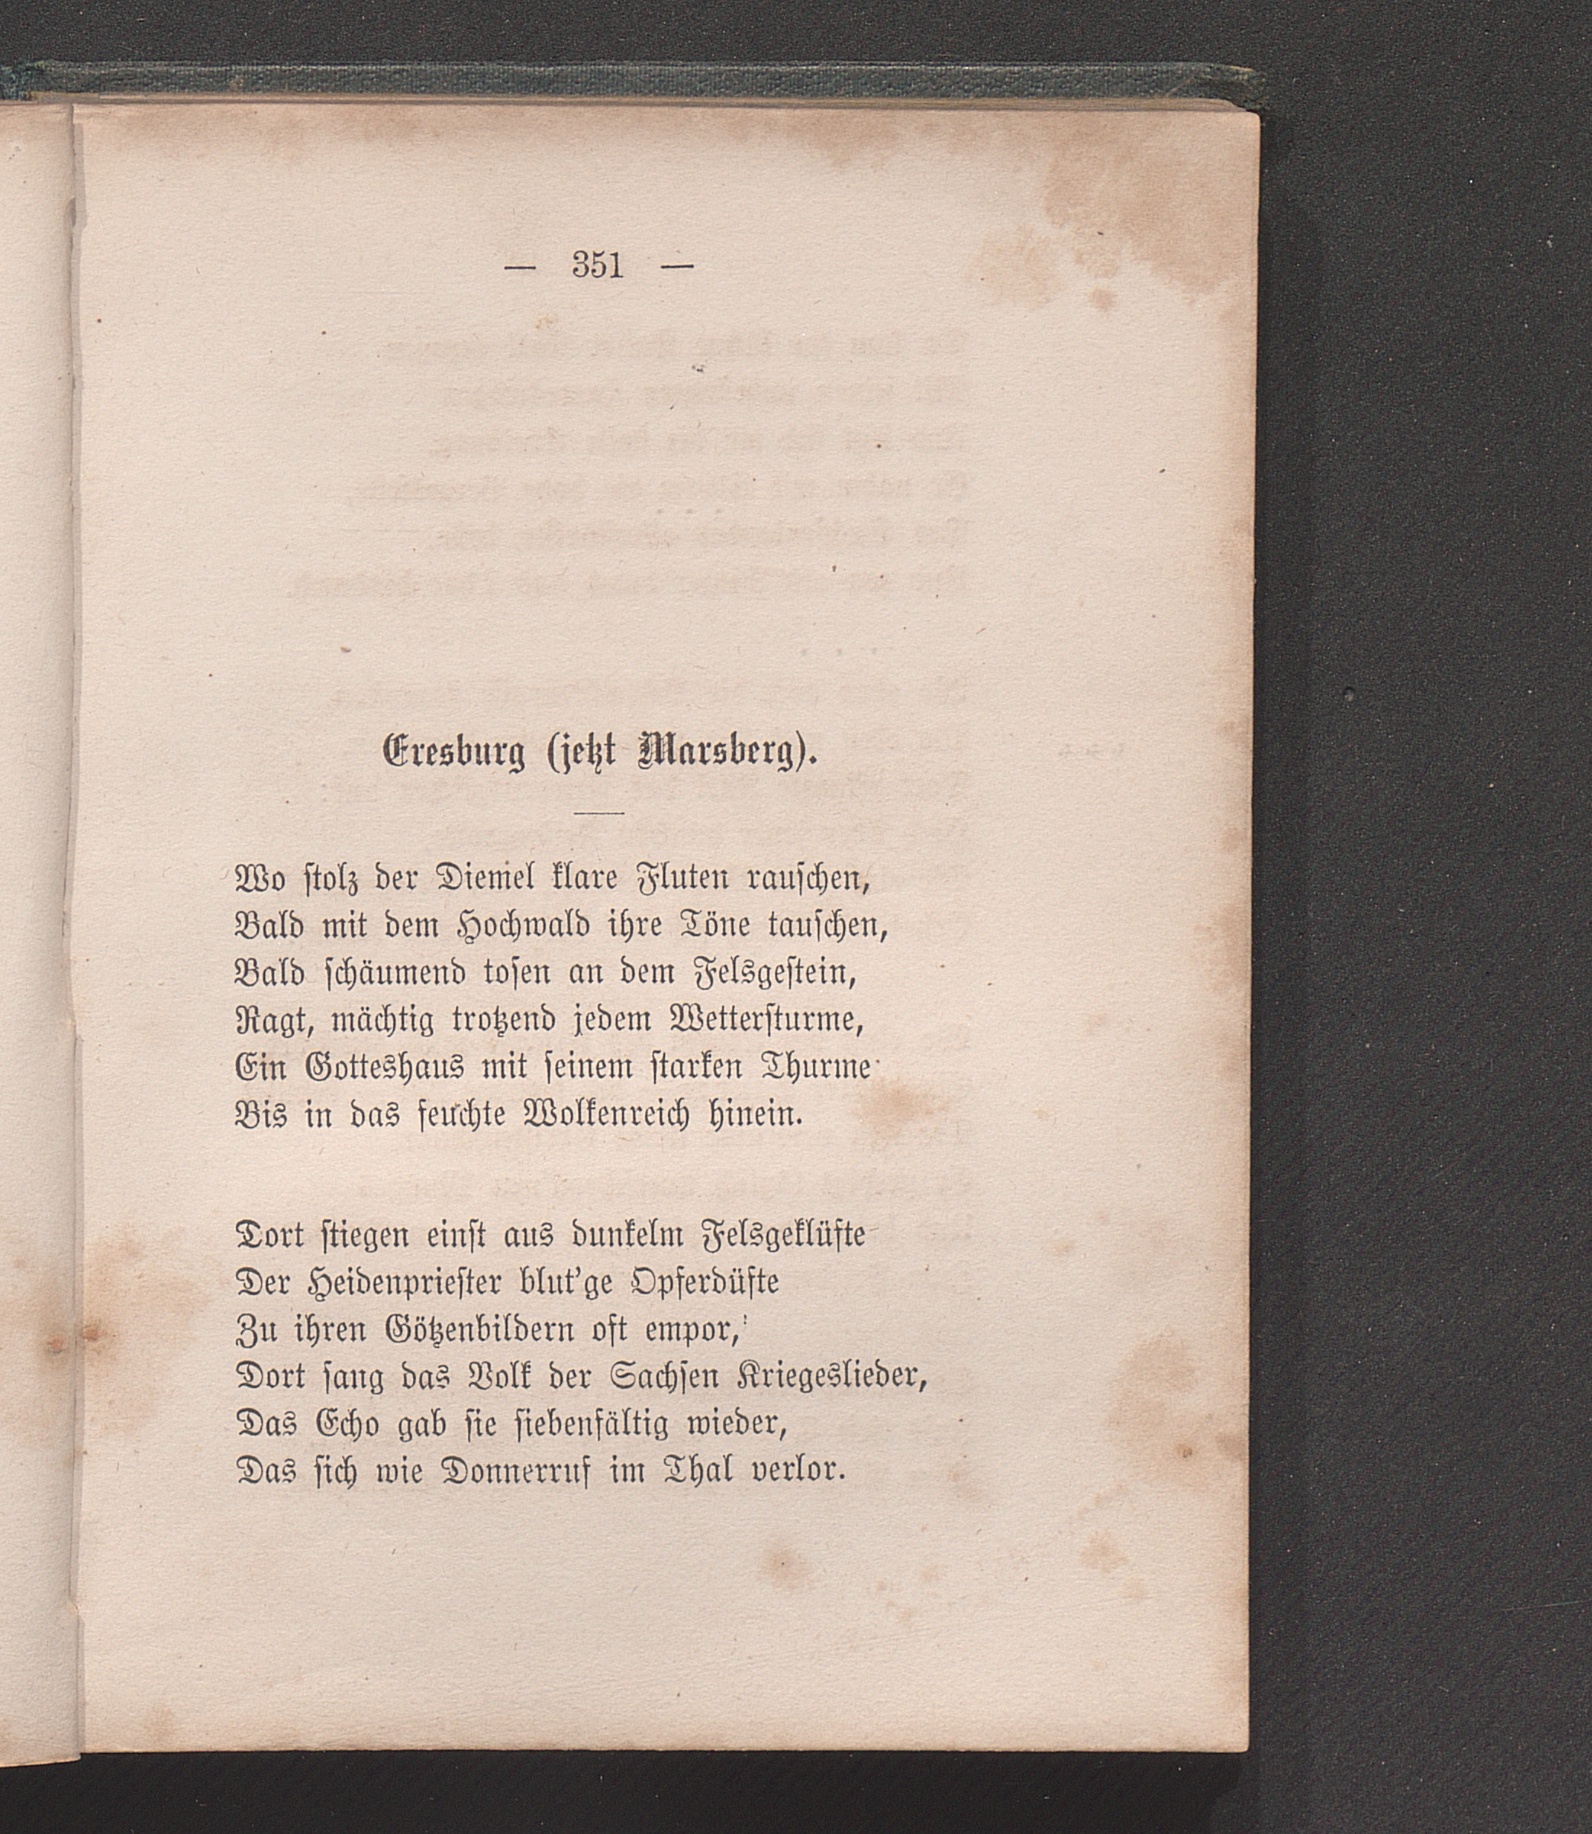 — 351 —
Eresburg (jetzt Marsberg).
Wo stolz der Diemel klare Fluten rauschen,
Bald mit dem Hochwald ihre Töne tauschen,
Bald schäumend tosen an dem Felsgestein,
Ragt, mächtig trotzend jedem Wettersturme,
Ein Gotteshaus mit seinem starken Thurme
Bis in das feuchte Wolkenreich hinein.
Dort stiegen einst aus dunkelm Felsgeklüfte
Der Heidenpriester blut'ge Opferdüfte
Zu ihren Götzenbildern oft empor,
Dort sang das Volk der Sachsen Kriegeslieder,
Das Echo gab sie siebenfältig wieder,
Das sich wie Donnerruf im Thal verlor.